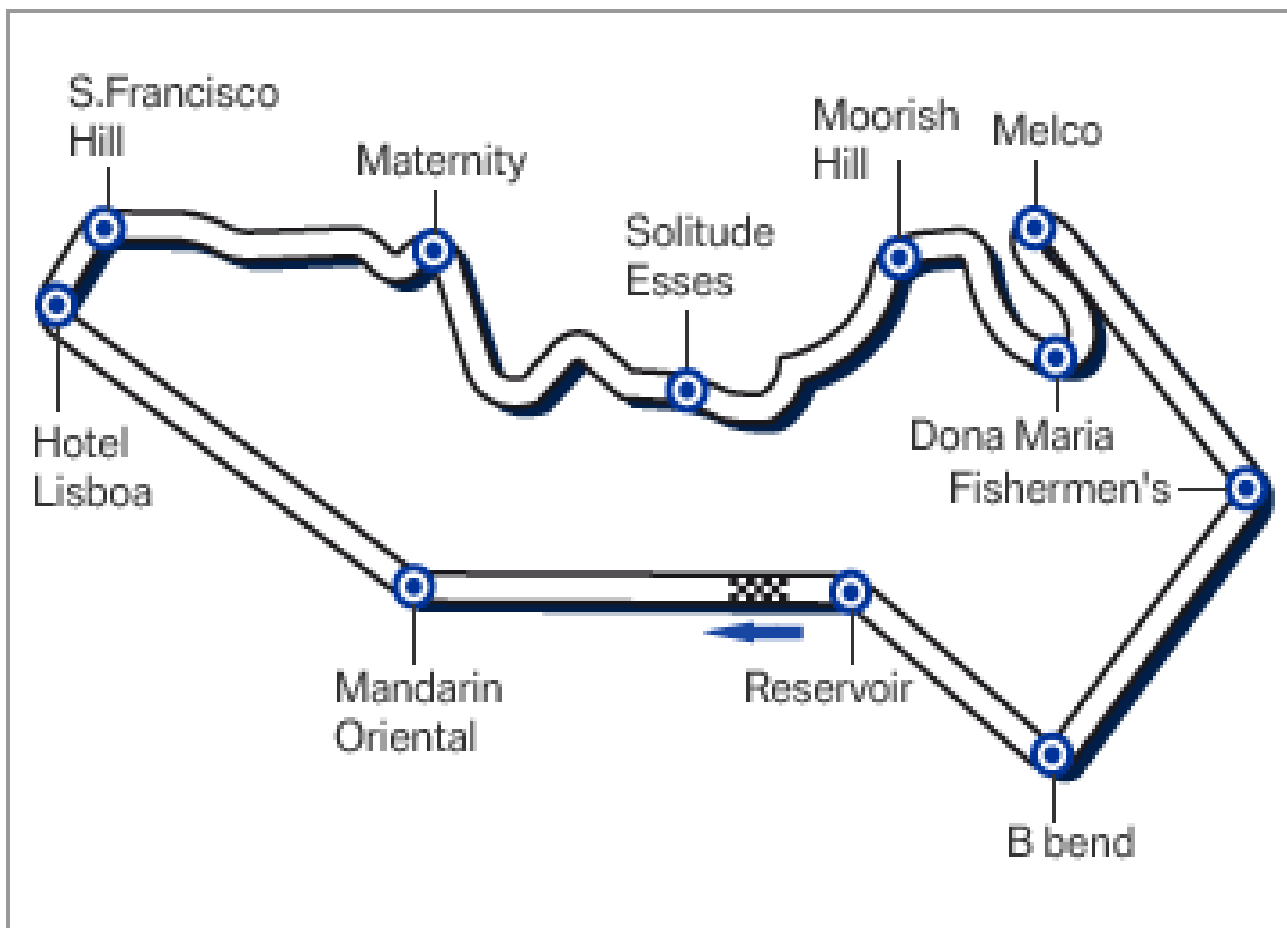 S.Francisco
Hill
Maternity
Solitude
Esses
Moorish
Hill
Melco
Hotel
Lisboa
Dona Maria
Fishermen's
Mandarin
Oriental
Reservoir
B bend